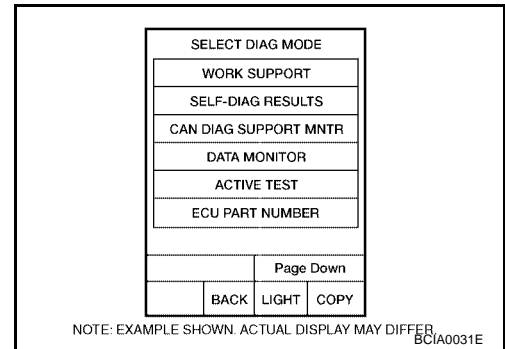 SELECT DIAG MODE
WORK SUPPORT
SELF-DIAG RESULTS
CAN DIAG SUPPORT MNTR
DATA MONITOR
ACTIVE TEST
ECU PART NUMBER
Page Down
BACK LIGHT COPY
NOTE: EXAMPLE SHOWN. ACTUAL DISPLAY MAY DIFFER.
BCIA0031E